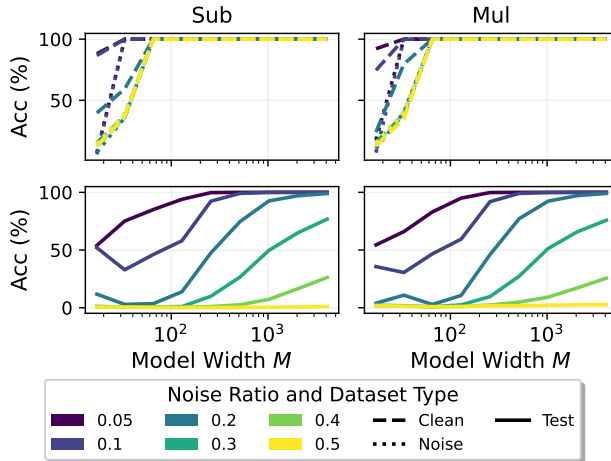 Sub Mul
100
50
Acc (%)
100
50
0
Acc (%)
10² 10³ 10² 10³
Model Width M Model Width M
Noise Ratio and Dataset Type
0.05 0.2 0.4 Clean Test
0.1 0.3 0.5 Noise